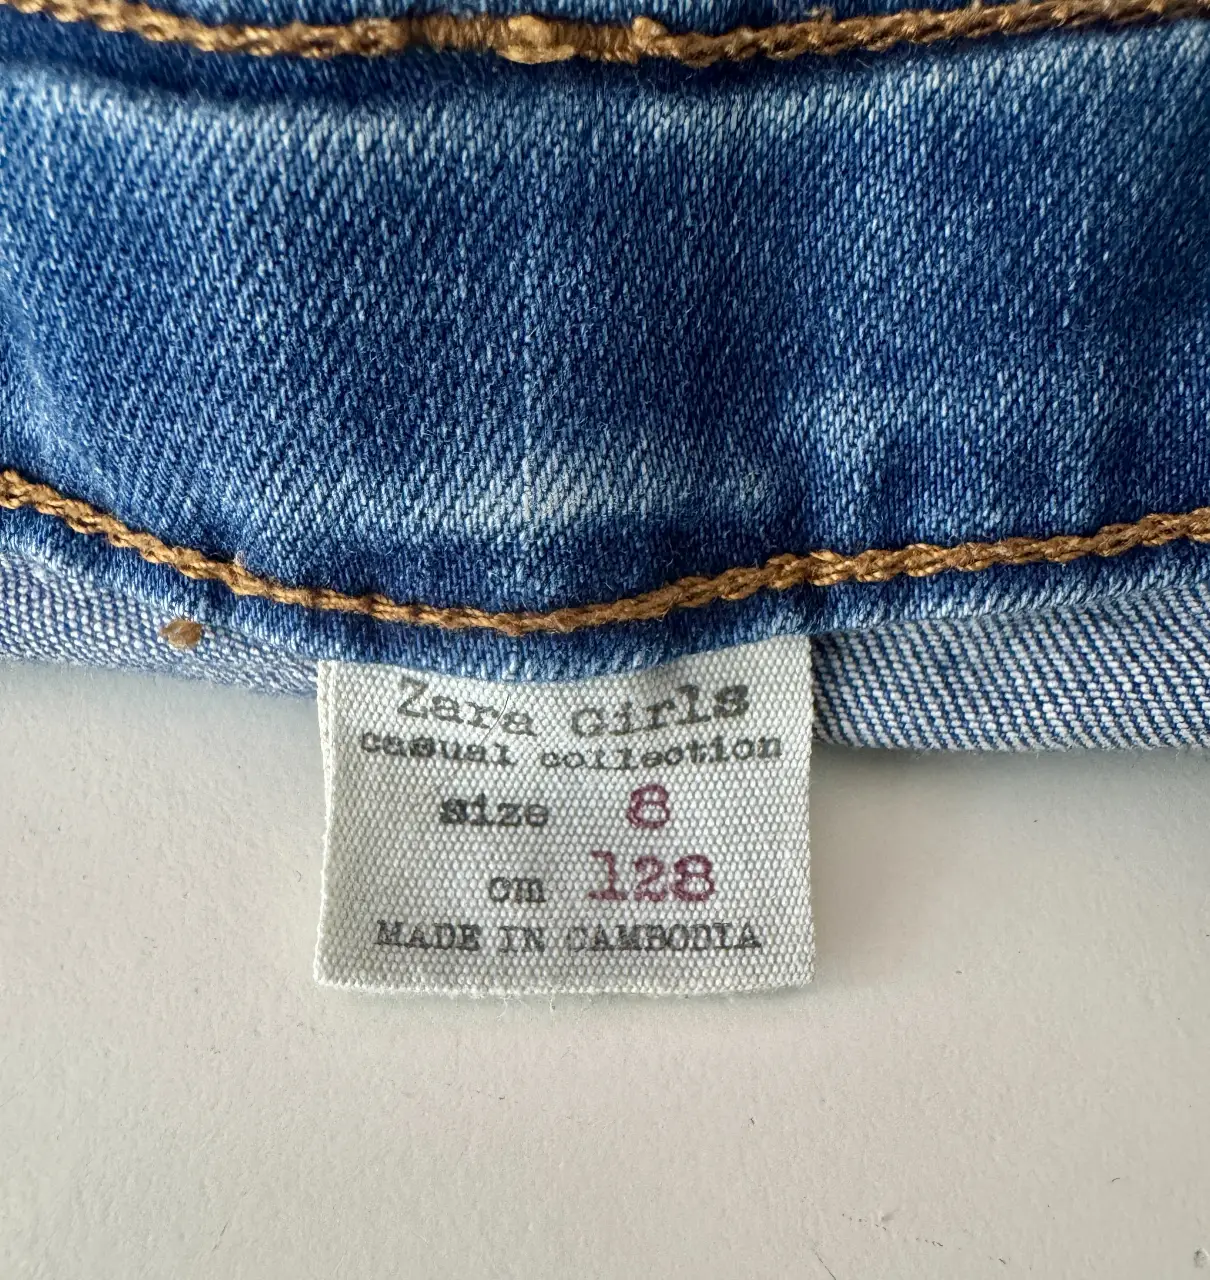 Zara Girls
casual collection
size 8
cm 128
MADE IN CAMBODIA